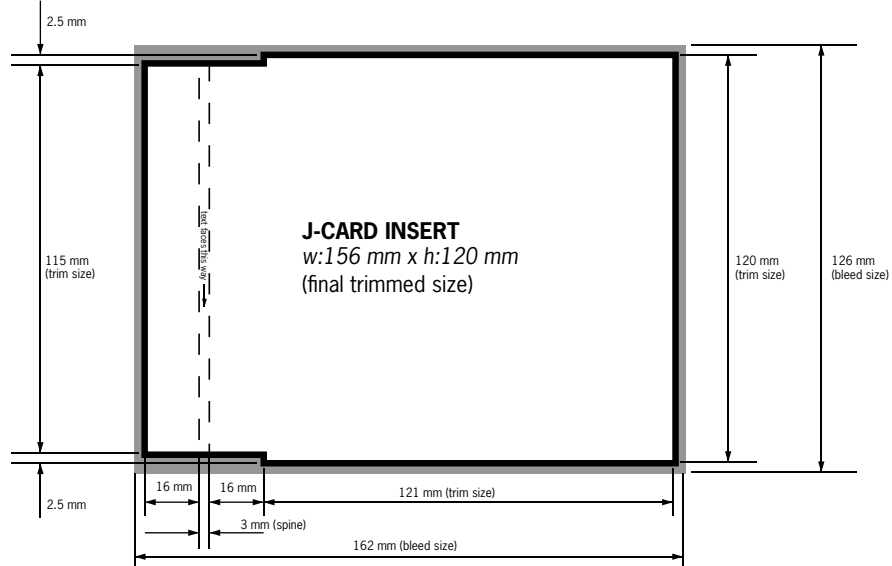 2.5 mm
text faces this way
J-CARD INSERT
w:156 mm x h:120 mm
(final trimmed size)
115 mm
(trim size)
120 mm
(trim size)
126 mm
(bleed size)
16 mm
16 mm
121 mm (trim size)
2.5 mm
3 mm (spine)
162 mm (bleed size)